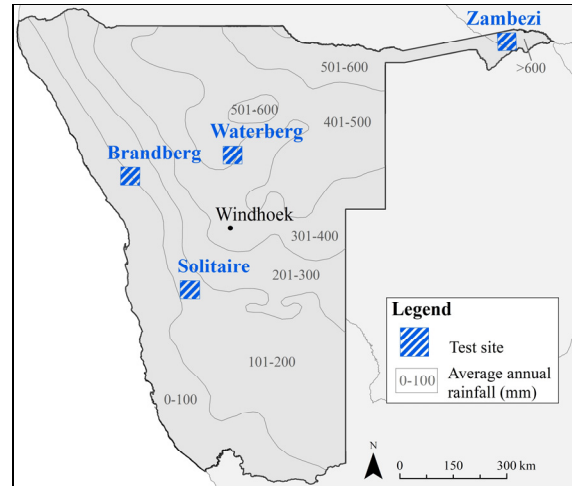 Zambezi
501-600
>600
501-600
401-500
Waterberg
Brandberg
Windhoek
301-400
Solitaire
201-300
101-200
0-100
Legend
Test site
0-100
Average annual
rainfall (mm)
N
0 150 300 km